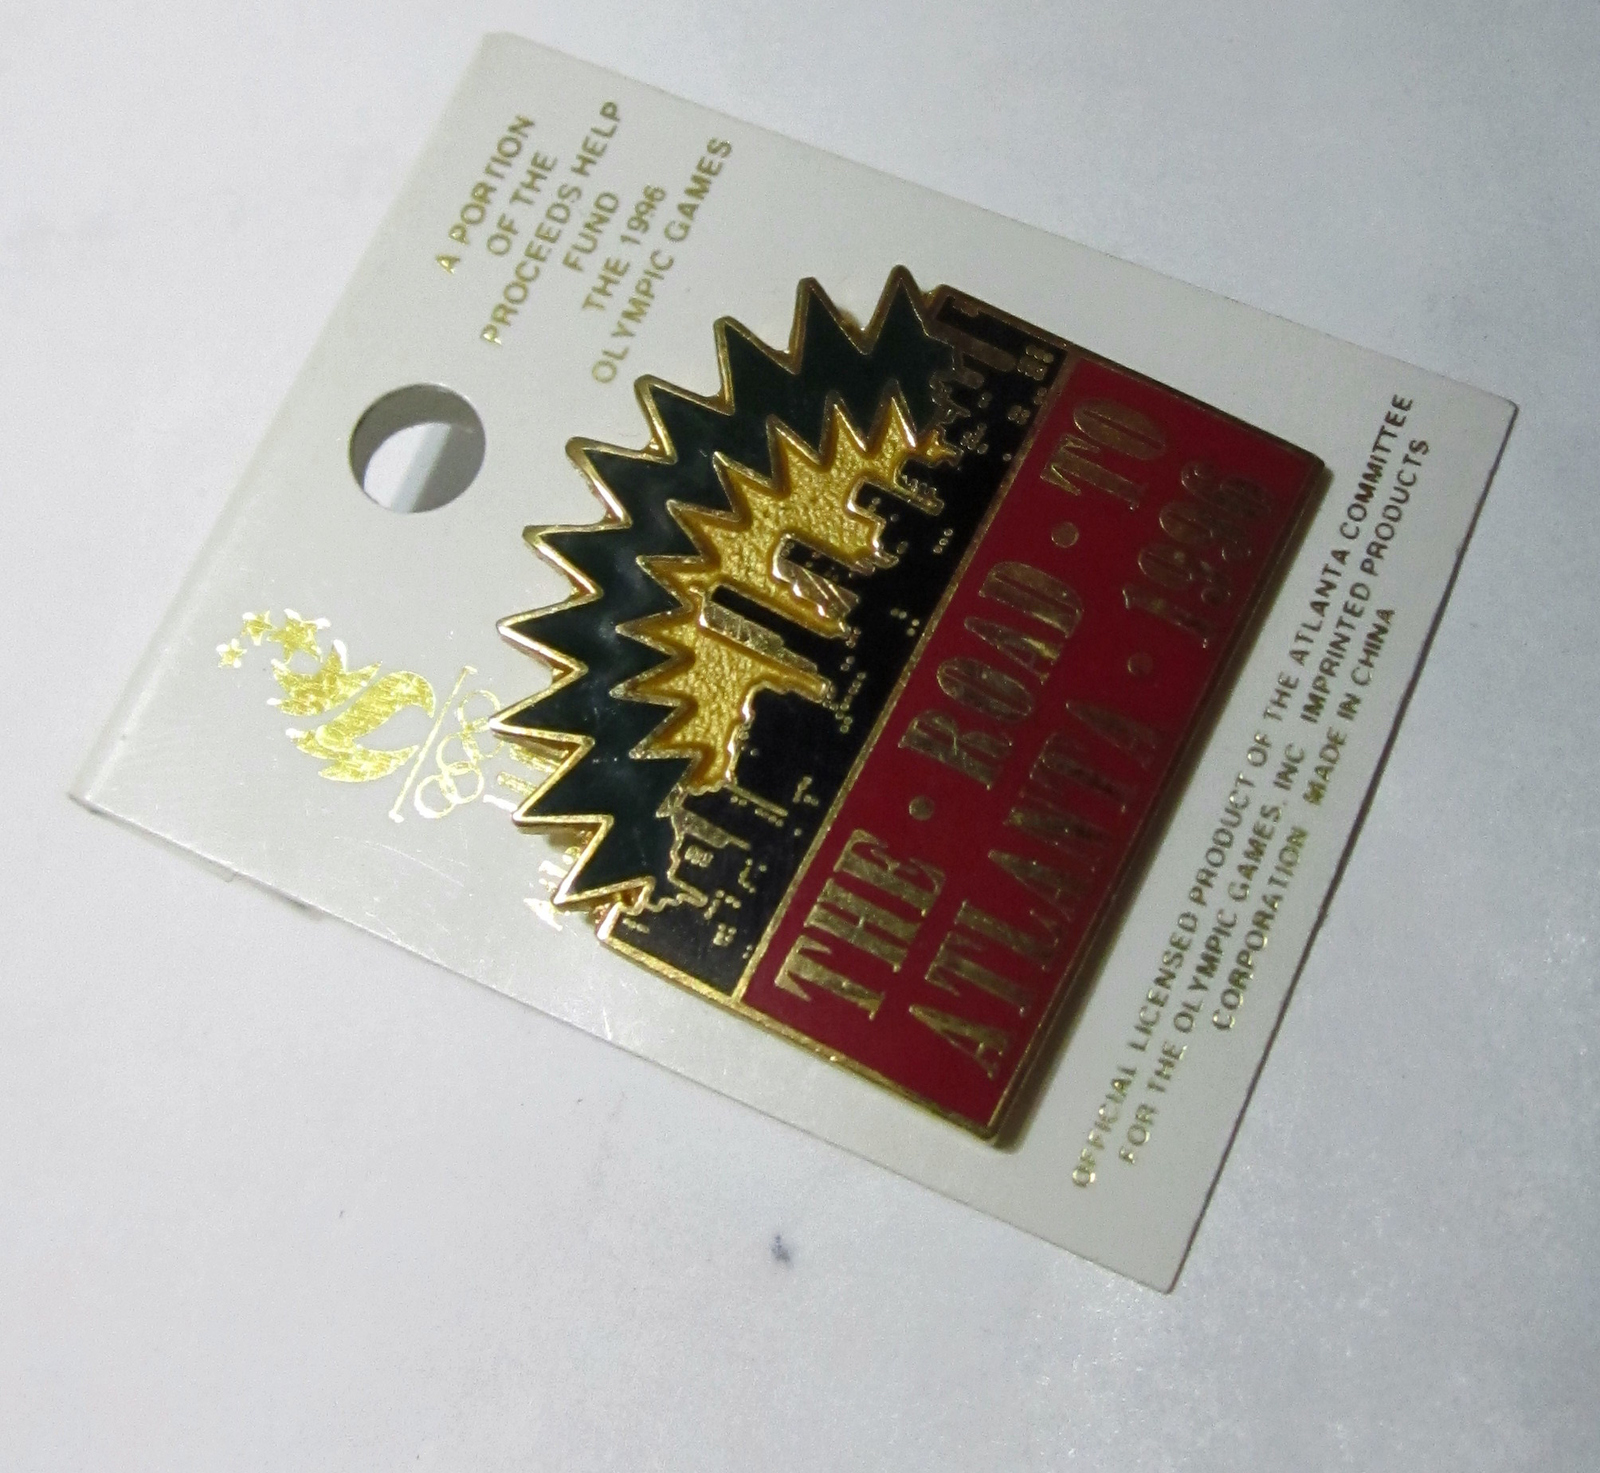 A PORTION
OF THE
PROCEEDS HELP
FUND
THE 1996
OLYMPIC GAMES
THE • ROAD • TO
ATLANTA • 1996
OFFICIAL LICENSED PRODUCT OF THE ATLANTA COMMITTEE
FOR THE OLYMPIC GAMES, INC IMPRINTED PRODUCTS
CORPORATION MADE IN CHINA